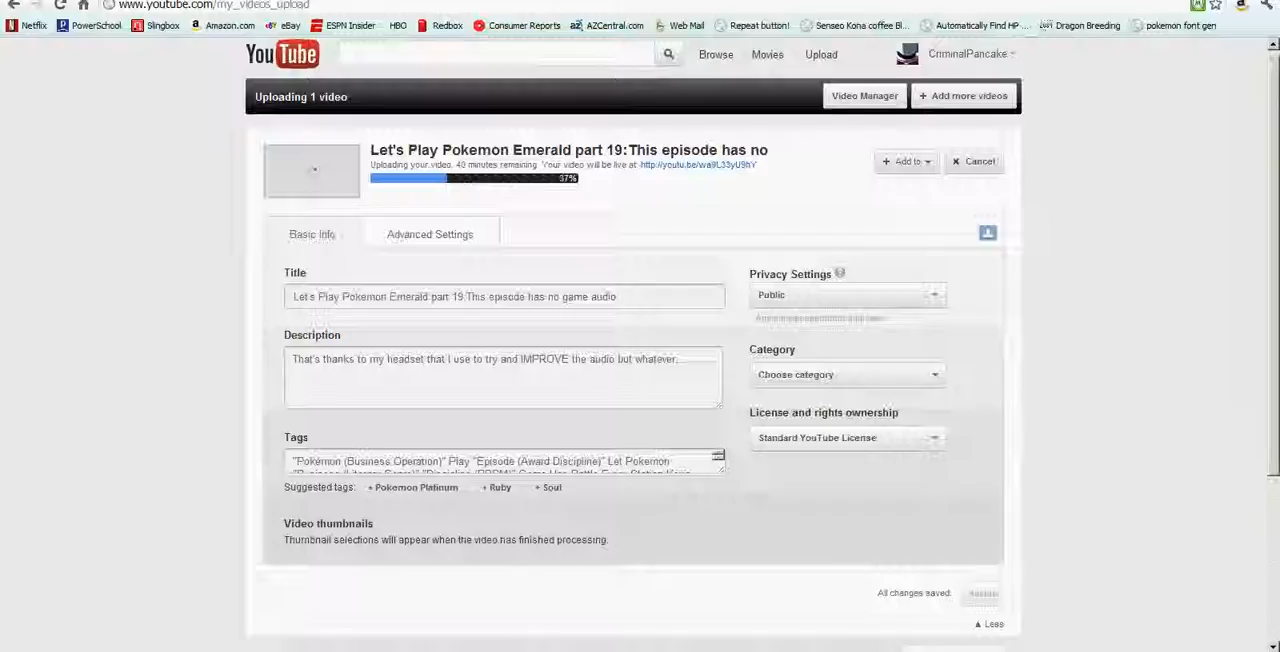 www.youtube.com/my_videos_upload
Netflix PowerSchool Slingbox Amazon.com eBay ESPN Insider HBO Redbox Consumer Reports AZCentral.com Web Mail Repeat button! Senseo Kona coffee Bl... Automatically Find HP ... Dragon Breeding pokemon font gen
YouTube Browse Movies Upload CriminalPancake
Uploading 1 video Video Manager + Add more videos
Let's Play Pokemon Emerald part 19:This episode has no
Uploading your video. 40 minutes remaining. Your video will be live at:
37%
+ Add to × Cancel
Basic Info Advanced Settings
Title
Let's Play Pokemon Emerald part 19:This episode has no game audio
Description
That's thanks to my headset that I use to try and IMPROVE the audio but whatever.
Tags
"Pokémon (Business Operation)" Play "Episode (Award Discipline)" Let Pokemon
Suggested tags: + Pokemon Platinum + Ruby + Soul
Video thumbnails
Thumbnail selections will appear when the video has finished processing.
Privacy Settings
Public
Category
Choose category
License and rights ownership
Standard YouTube License
All changes saved.
▲ Less